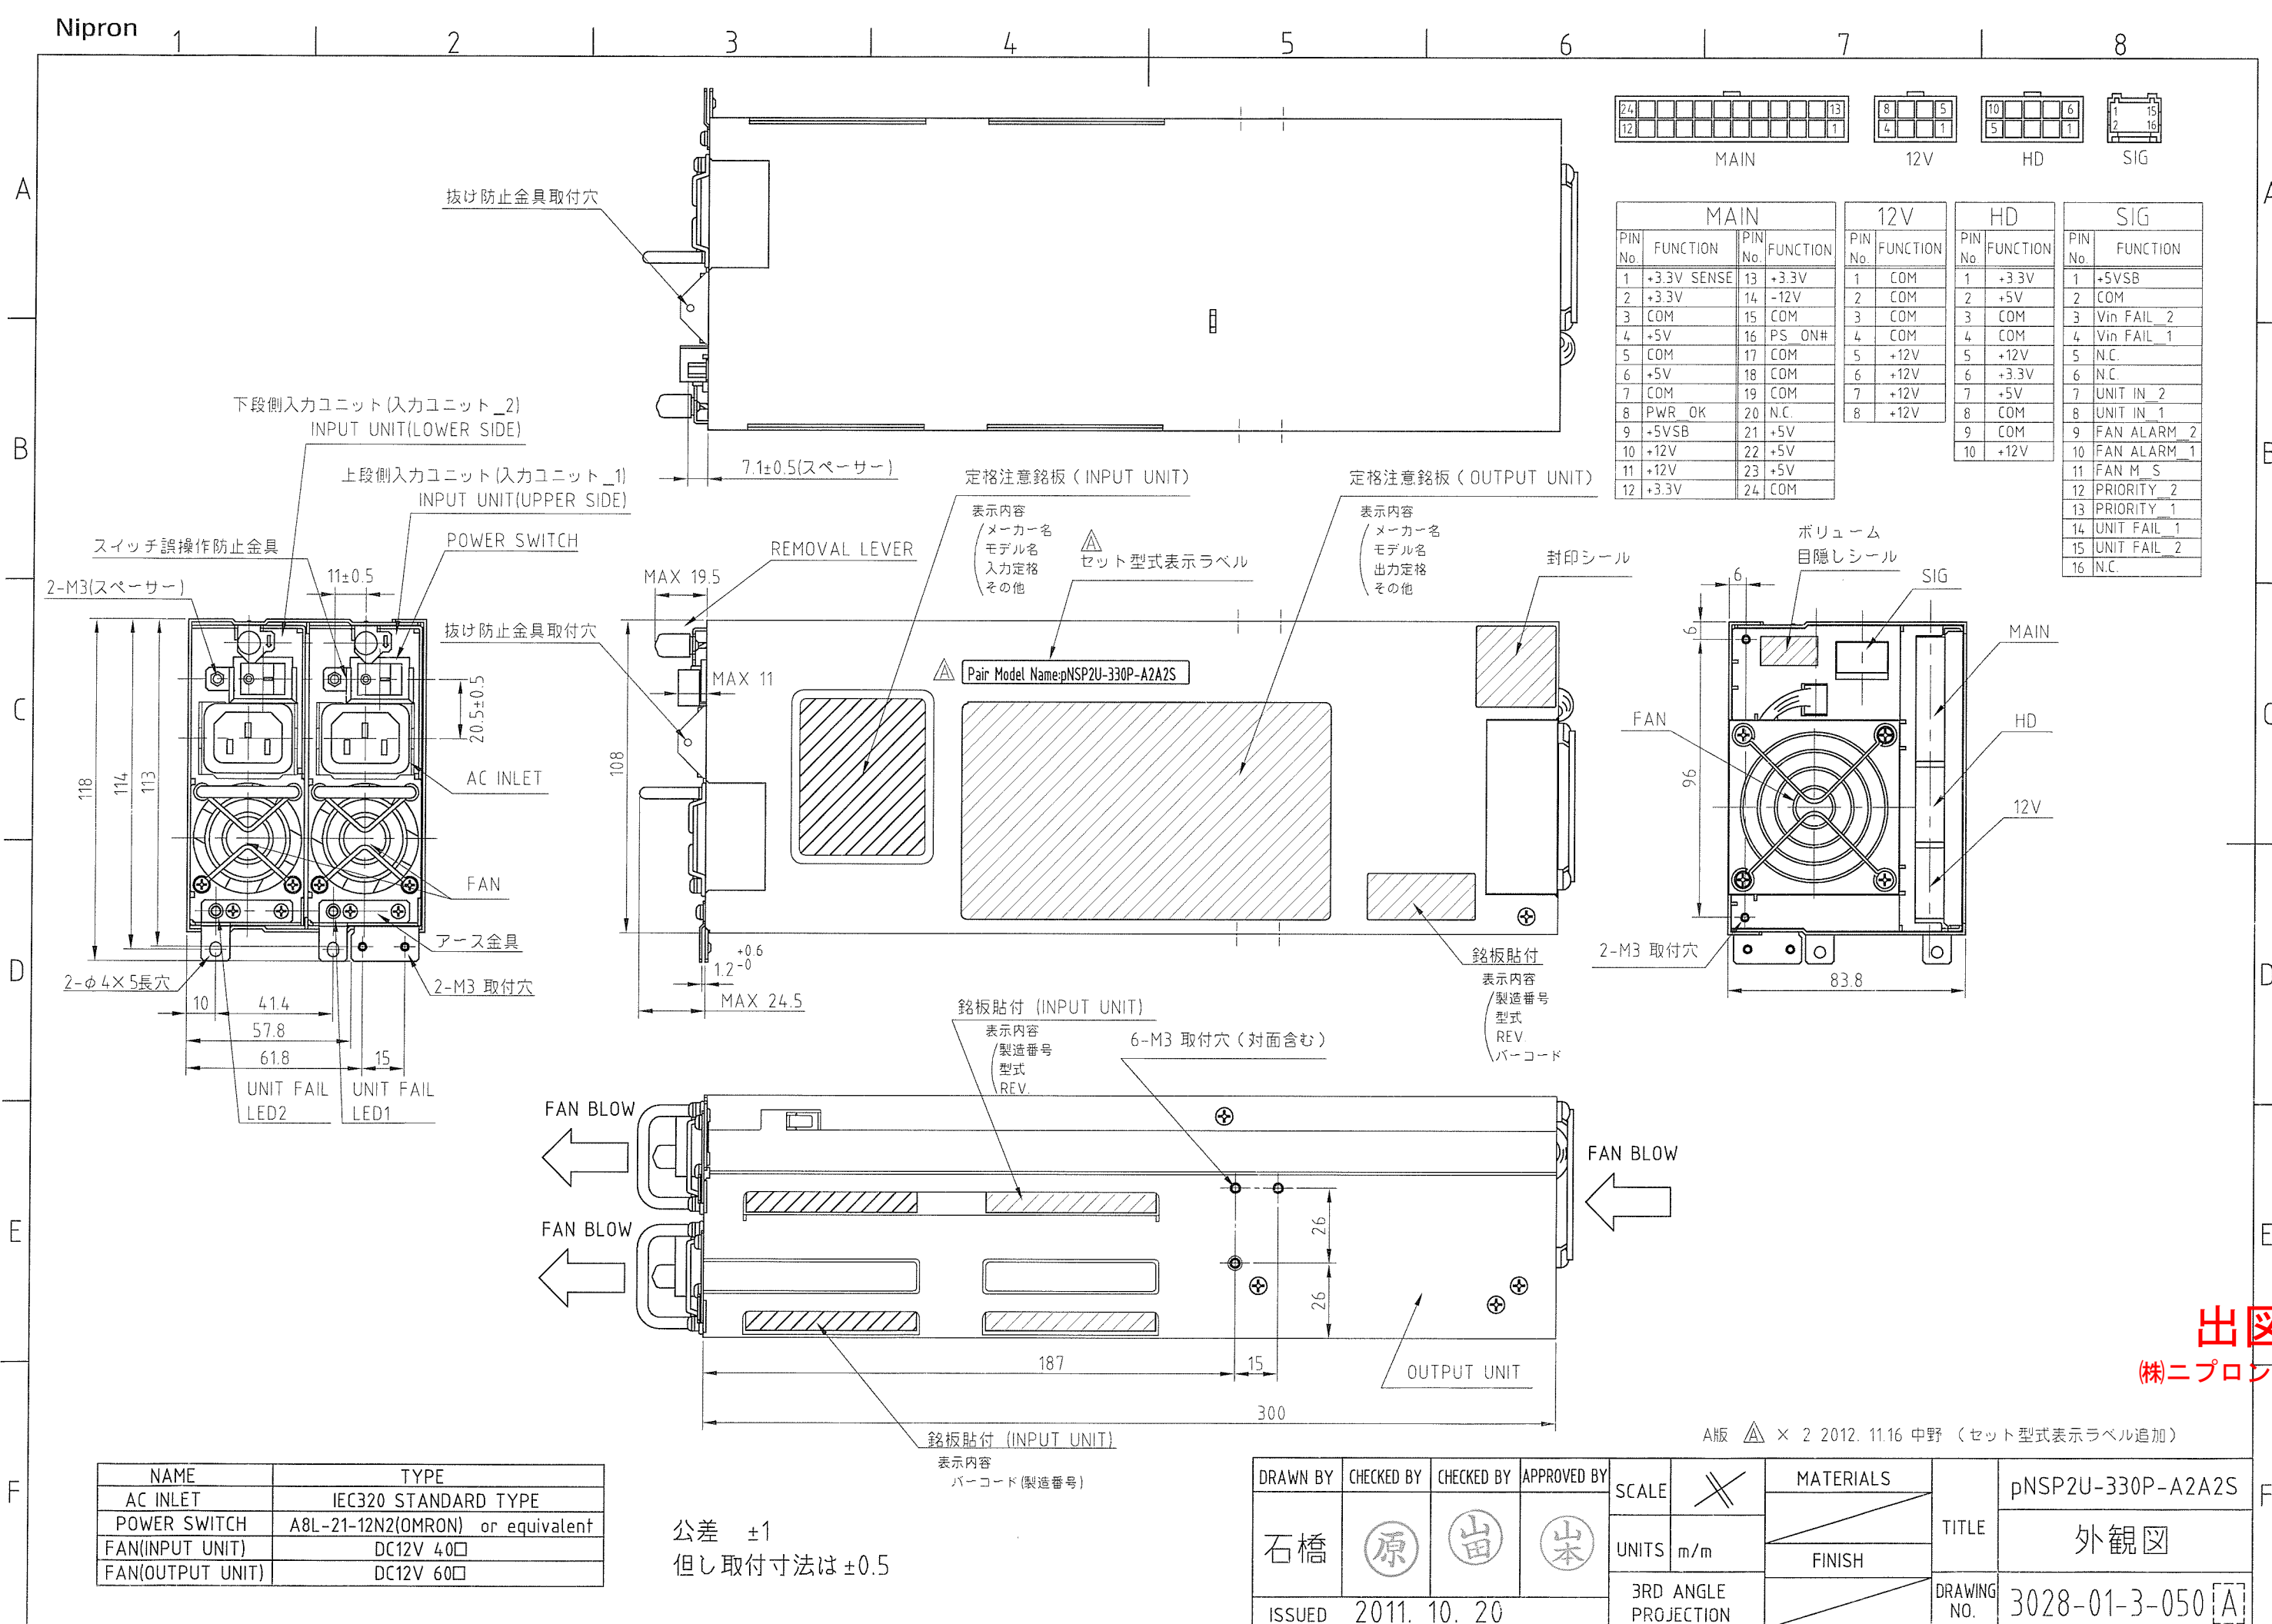 Nipron
1 2 3 4 5 6 7 8
A
B
C
D
E
F
A
B
C
D
E
F
24 13
12 1
MAIN
8 5
4 1
12V
10 6
5 1
HD
1 15
2 16
SIG
MAIN
PIN No. FUNCTION PIN No. FUNCTION
1 +3.3V SENSE 13 +3.3V
2 +3.3V 14 -12V
3 COM 15 COM
4 +5V 16 PS_ON#
5 COM 17 COM
6 +5V 18 COM
7 COM 19 COM
8 PWR_OK 20 N.C.
9 +5VSB 21 +5V
10 +12V 22 +5V
11 +12V 23 +5V
12 +3.3V 24 COM
12V
PIN No. FUNCTION
1 COM
2 COM
3 COM
4 COM
5 +12V
6 +12V
7 +12V
8 +12V
HD
PIN No FUNCTION
1 +3.3V
2 +5V
3 COM
4 COM
5 +12V
6 +3.3V
7 +5V
8 COM
9 COM
10 +12V
SIG
PIN No. FUNCTION
1 +5VSB
2 COM
3 Vin FAIL_2
4 Vin FAIL_1
5 N.C.
6 N.C.
7 UNIT IN_2
8 UNIT IN_1
9 FAN ALARM_2
10 FAN ALARM_1
11 FAN M_S
12 PRIORITY_2
13 PRIORITY_1
14 UNIT FAIL_1
15 UNIT FAIL_2
16 N.C.
抜け防止金具取付穴
7.1±0.5(スペーサー)
下段側入力ユニット(入力ユニット_2)
INPUT UNIT(LOWER SIDE)
上段側入力ユニット(入力ユニット_1)
INPUT UNIT(UPPER SIDE)
スイッチ誤操作防止金具
POWER SWITCH
2-M3(スペーサー)
11±0.5
20.5±0.5
118
114
113
AC INLET
FAN
アース金具
2-φ4×5長穴
2-M3 取付穴
10
41.4
57.8
61.8
15
UNIT FAIL
LED2
UNIT FAIL
LED1
定格注意銘板(INPUT UNIT)
表示内容
メーカー名
モデル名
入力定格
その他
A
セット型式表示ラベル
定格注意銘板(OUTPUT UNIT)
表示内容
メーカー名
モデル名
出力定格
その他
封印シール
REMOVAL LEVER
MAX 19.5
抜け防止金具取付穴
MAX 11
108
A
Pair Model Name:pNSP2U-330P-A2A2S
1.2 +0.6 -0
MAX 24.5
銘板貼付
表示内容
製造番号
型式
REV
バーコード
ボリューム
目隠しシール
SIG
6
6
96
FAN
MAIN
HD
12V
2-M3 取付穴
83.8
銘板貼付 (INPUT UNIT)
表示内容
製造番号
型式
REV.
6-M3 取付穴(対面含む)
FAN BLOW
FAN BLOW
FAN BLOW
26
26
187
15
OUTPUT UNIT
300
銘板貼付 (INPUT UNIT)
表示内容
バーコード(製造番号)
出図
㈱ニプロン
A版 A × 2 2012. 11.16 中野 (セット型式表示ラベル追加)
NAME TYPE
AC INLET IEC320 STANDARD TYPE
POWER SWITCH A8L-21-12N2(OMRON) or equivalent
FAN(INPUT UNIT) DC12V 40□
FAN(OUTPUT UNIT) DC12V 60□
公差 ±1
但し取付寸法は±0.5
DRAWN BY CHECKED BY CHECKED BY APPROVED BY
石橋 原 山田 山本
ISSUED 2011. 10. 20
SCALE
UNITS m/m
3RD ANGLE
PROJECTION
MATERIALS
FINISH
TITLE
pNSP2U-330P-A2A2S
外観図
DRAWING NO.
3028-01-3-050 A